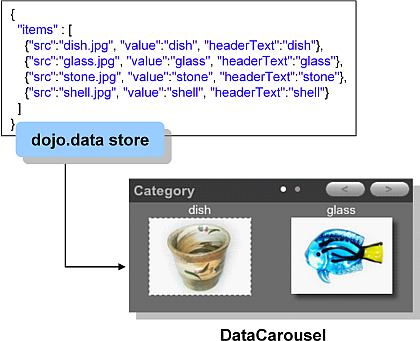 {
"items" : [
{"src":"dish.jpg", "value":"dish", "headerText":"dish"},
{"src":"glass.jpg", "value":"glass", "headerText":"glass"},
{"src":"stone.jpg", "value":"stone", "headerText":"stone"},
{"src":"shell.jpg", "value":"shell", "headerText":"shell"}
]
}
dojo.data store
Category
< >
dish glass
DataCarousel